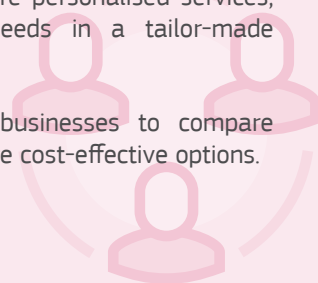 re personalised services,
eeds in a tailor-made
businesses to compare
e cost-effective options.